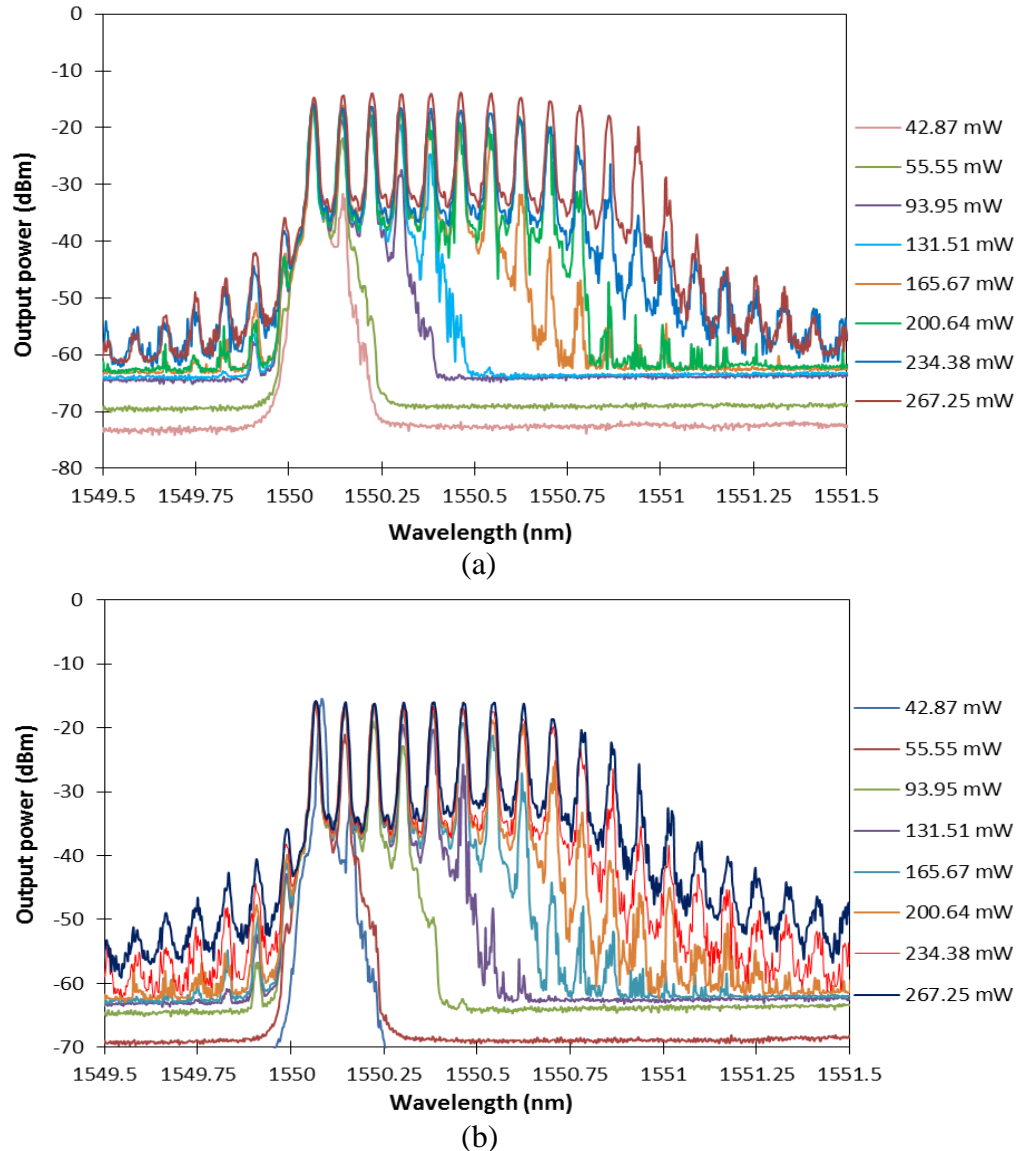 0
-10
-20
-30
-40
-50
-60
-70
-80
Output power (dBm)
1549.5 1549.75 1550 1550.25 1550.5 1550.75 1551 1551.25 1551.5
Wavelength (nm)
42.87 mW
55.55 mW
93.95 mW
131.51 mW
165.67 mW
200.64 mW
234.38 mW
267.25 mW
(a)
0
-10
-20
-30
-40
-50
-60
-70
Output power (dBm)
1549.5 1549.75 1550 1550.25 1550.5 1550.75 1551 1551.25 1551.5
Wavelength (nm)
42.87 mW
55.55 mW
93.95 mW
131.51 mW
165.67 mW
200.64 mW
234.38 mW
267.25 mW
(b)